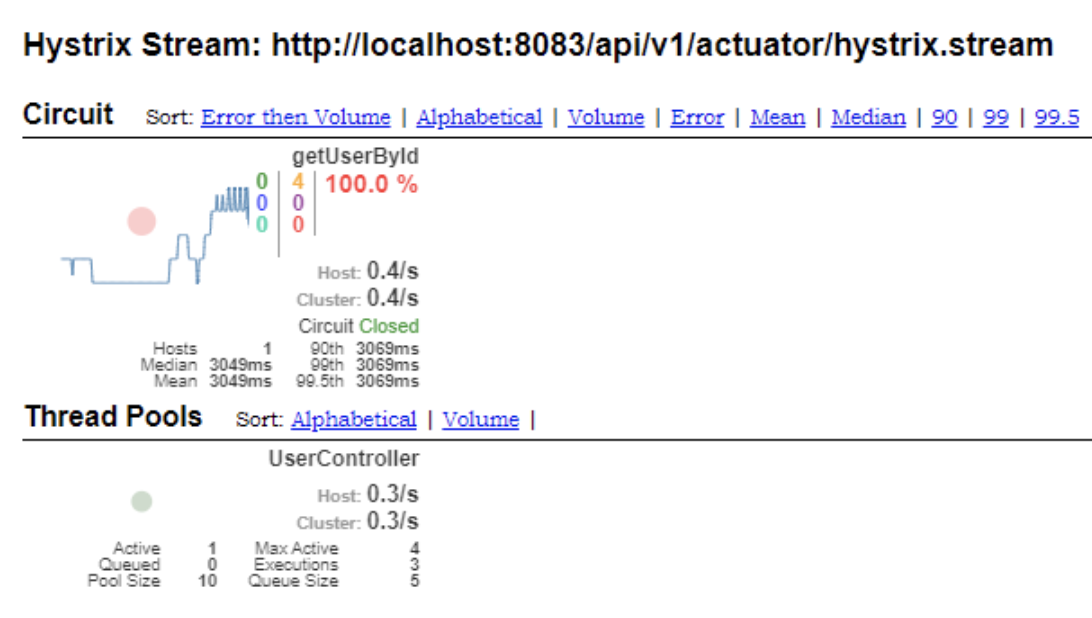 Hystrix Stream: http://localhost:8083/api/v1/actuator/hystrix.stream
Circuit Sort: Error then Volume | Alphabetical | Volume | Error | Mean | Median | 90 | 99 | 99.5
getUserById
0 4 100.0 %
0 0
0 0
Host: 0.4/s
Cluster: 0.4/s
Circuit Closed
Hosts 1 90th 3069ms
Median 3049ms 99th 3069ms
Mean 3049ms 99.5th 3069ms
Thread Pools Sort: Alphabetical | Volume |
UserController
Host: 0.3/s
Cluster: 0.3/s
Active 1 Max Active 4
Queued 0 Executions 3
Pool Size 10 Queue Size 5